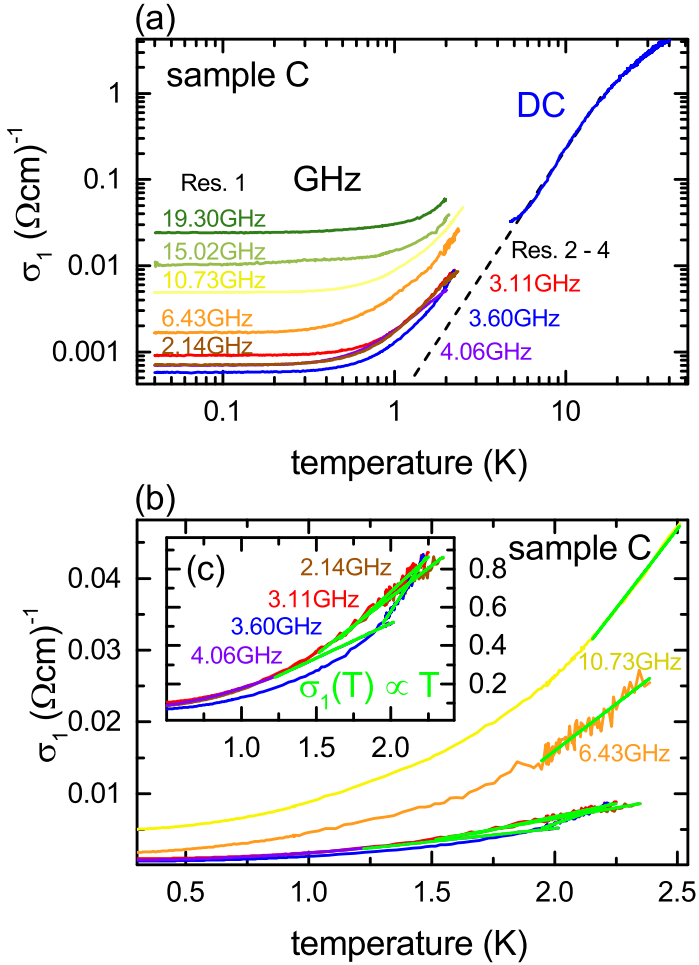 (a)
sample C
DC
Res. 1
GHz
19.30GHz
15.02GHz
10.73GHz
6.43GHz
2.14GHz
Res. 2 - 4
3.11GHz
3.60GHz
4.06GHz
1
0.1
0.01
0.001
σ₁ (Ωcm)⁻¹
0.1
1
10
temperature (K)
(b)
(c)
sample C
2.14GHz
3.11GHz
3.60GHz
4.06GHz
σ₁(T) ∝ T
0.8
0.6
0.4
0.2
1.0
1.5
2.0
10.73GHz
6.43GHz
0.04
0.03
0.02
0.01
σ₁ (Ωcm)⁻¹
0.5
1.0
1.5
2.0
2.5
temperature (K)